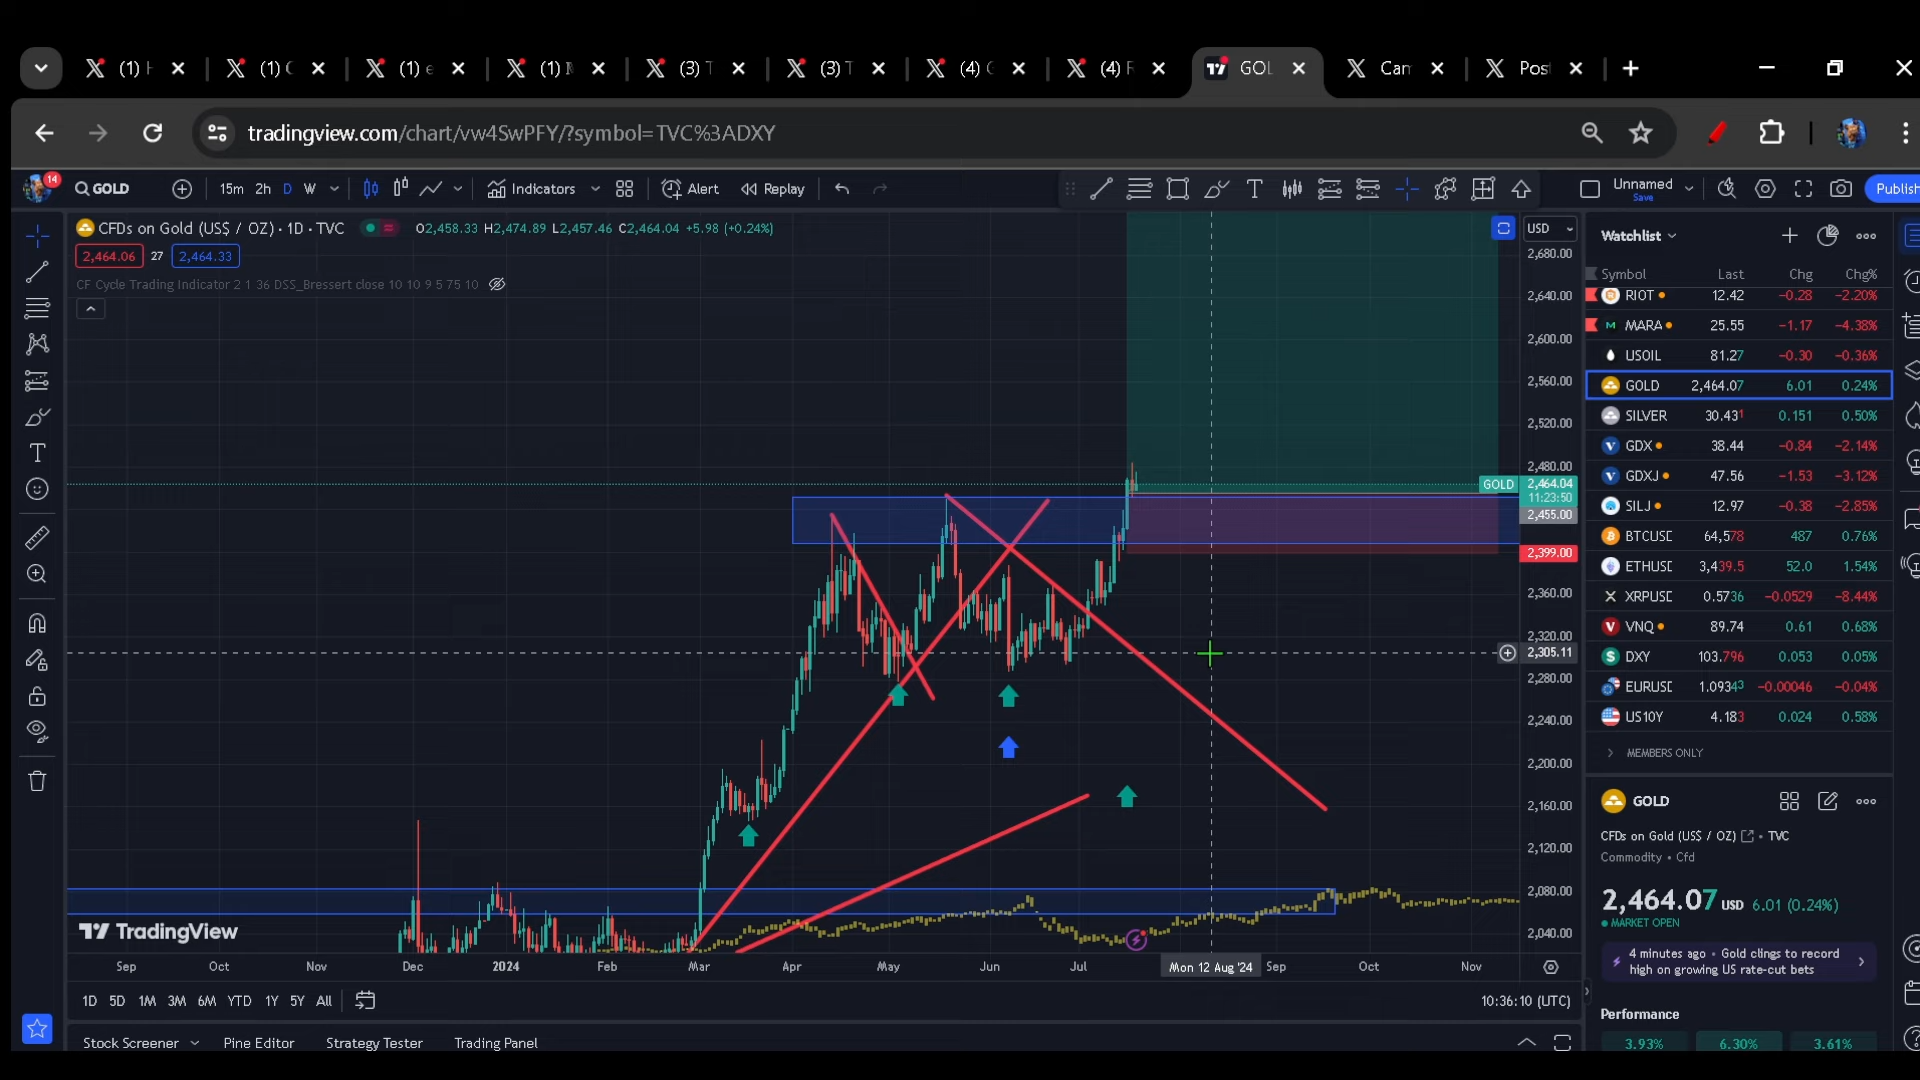 (1) H
(1) C
(1) e
(1) M
(3) T
(3) T
(4) G
(4) F
GOL
Can
Pos
tradingview.com/chart/vw4SwPFY/?symbol=TVC%3ADXY
14
GOLD
15m 2h D W
Indicators
Alert
Replay
Unnamed
Save
Publish
CFDs on Gold (US$ / OZ) · 1D · TVC
O2,458.33 H2,474.89 L2,457.46 C2,464.04 +5.98 (+0.24%)
2,464.06 27 2,464.33
CF Cycle Trading Indicator 2 1 36 DSS_Bressert close 10 10 9 5 75 10
USD
2,680.00
2,640.00
2,600.00
2,560.00
2,520.00
2,480.00
GOLD 2,464.04
11:23:50
2,455.00
2,399.00
2,360.00
2,320.00
2,305.11
2,280.00
2,240.00
2,200.00
2,160.00
2,120.00
2,080.00
2,040.00
TradingView
Sep Oct Nov Dec 2024 Feb Mar Apr May Jun Jul Mon 12 Aug '24 Sep Oct Nov
1D 5D 1M 3M 6M YTD 1Y 5Y All
10:36:10 (UTC)
Stock Screener Pine Editor Strategy Tester Trading Panel
Watchlist
Symbol Last Chg Chg%
RIOT 12.42 −0.28 −2.20%
MARA 25.55 −1.17 −4.38%
USOIL 81.27 −0.30 −0.36%
GOLD 2,464.07 6.01 0.24%
SILVER 30.431 0.151 0.50%
GDX 38.44 −0.84 −2.14%
GDXJ 47.56 −1.53 −3.12%
SILJ 12.97 −0.38 −2.85%
BTCUSD 64,578 487 0.76%
ETHUSD 3,439.5 52.0 1.54%
XRPUSD 0.5736 −0.0529 −8.44%
VNQ 89.74 0.61 0.68%
DXY 103.796 0.053 0.05%
EURUSD 1.09343 −0.00046 −0.04%
US10Y 4.183 0.024 0.58%
MEMBERS ONLY
GOLD
CFDs on Gold (US$ / OZ) • TVC
Commodity • Cfd
2,464.07 USD 6.01 (0.24%)
MARKET OPEN
4 minutes ago • Gold clings to record
high on growing US rate-cut bets
Performance
3.93% 6.30% 3.61%